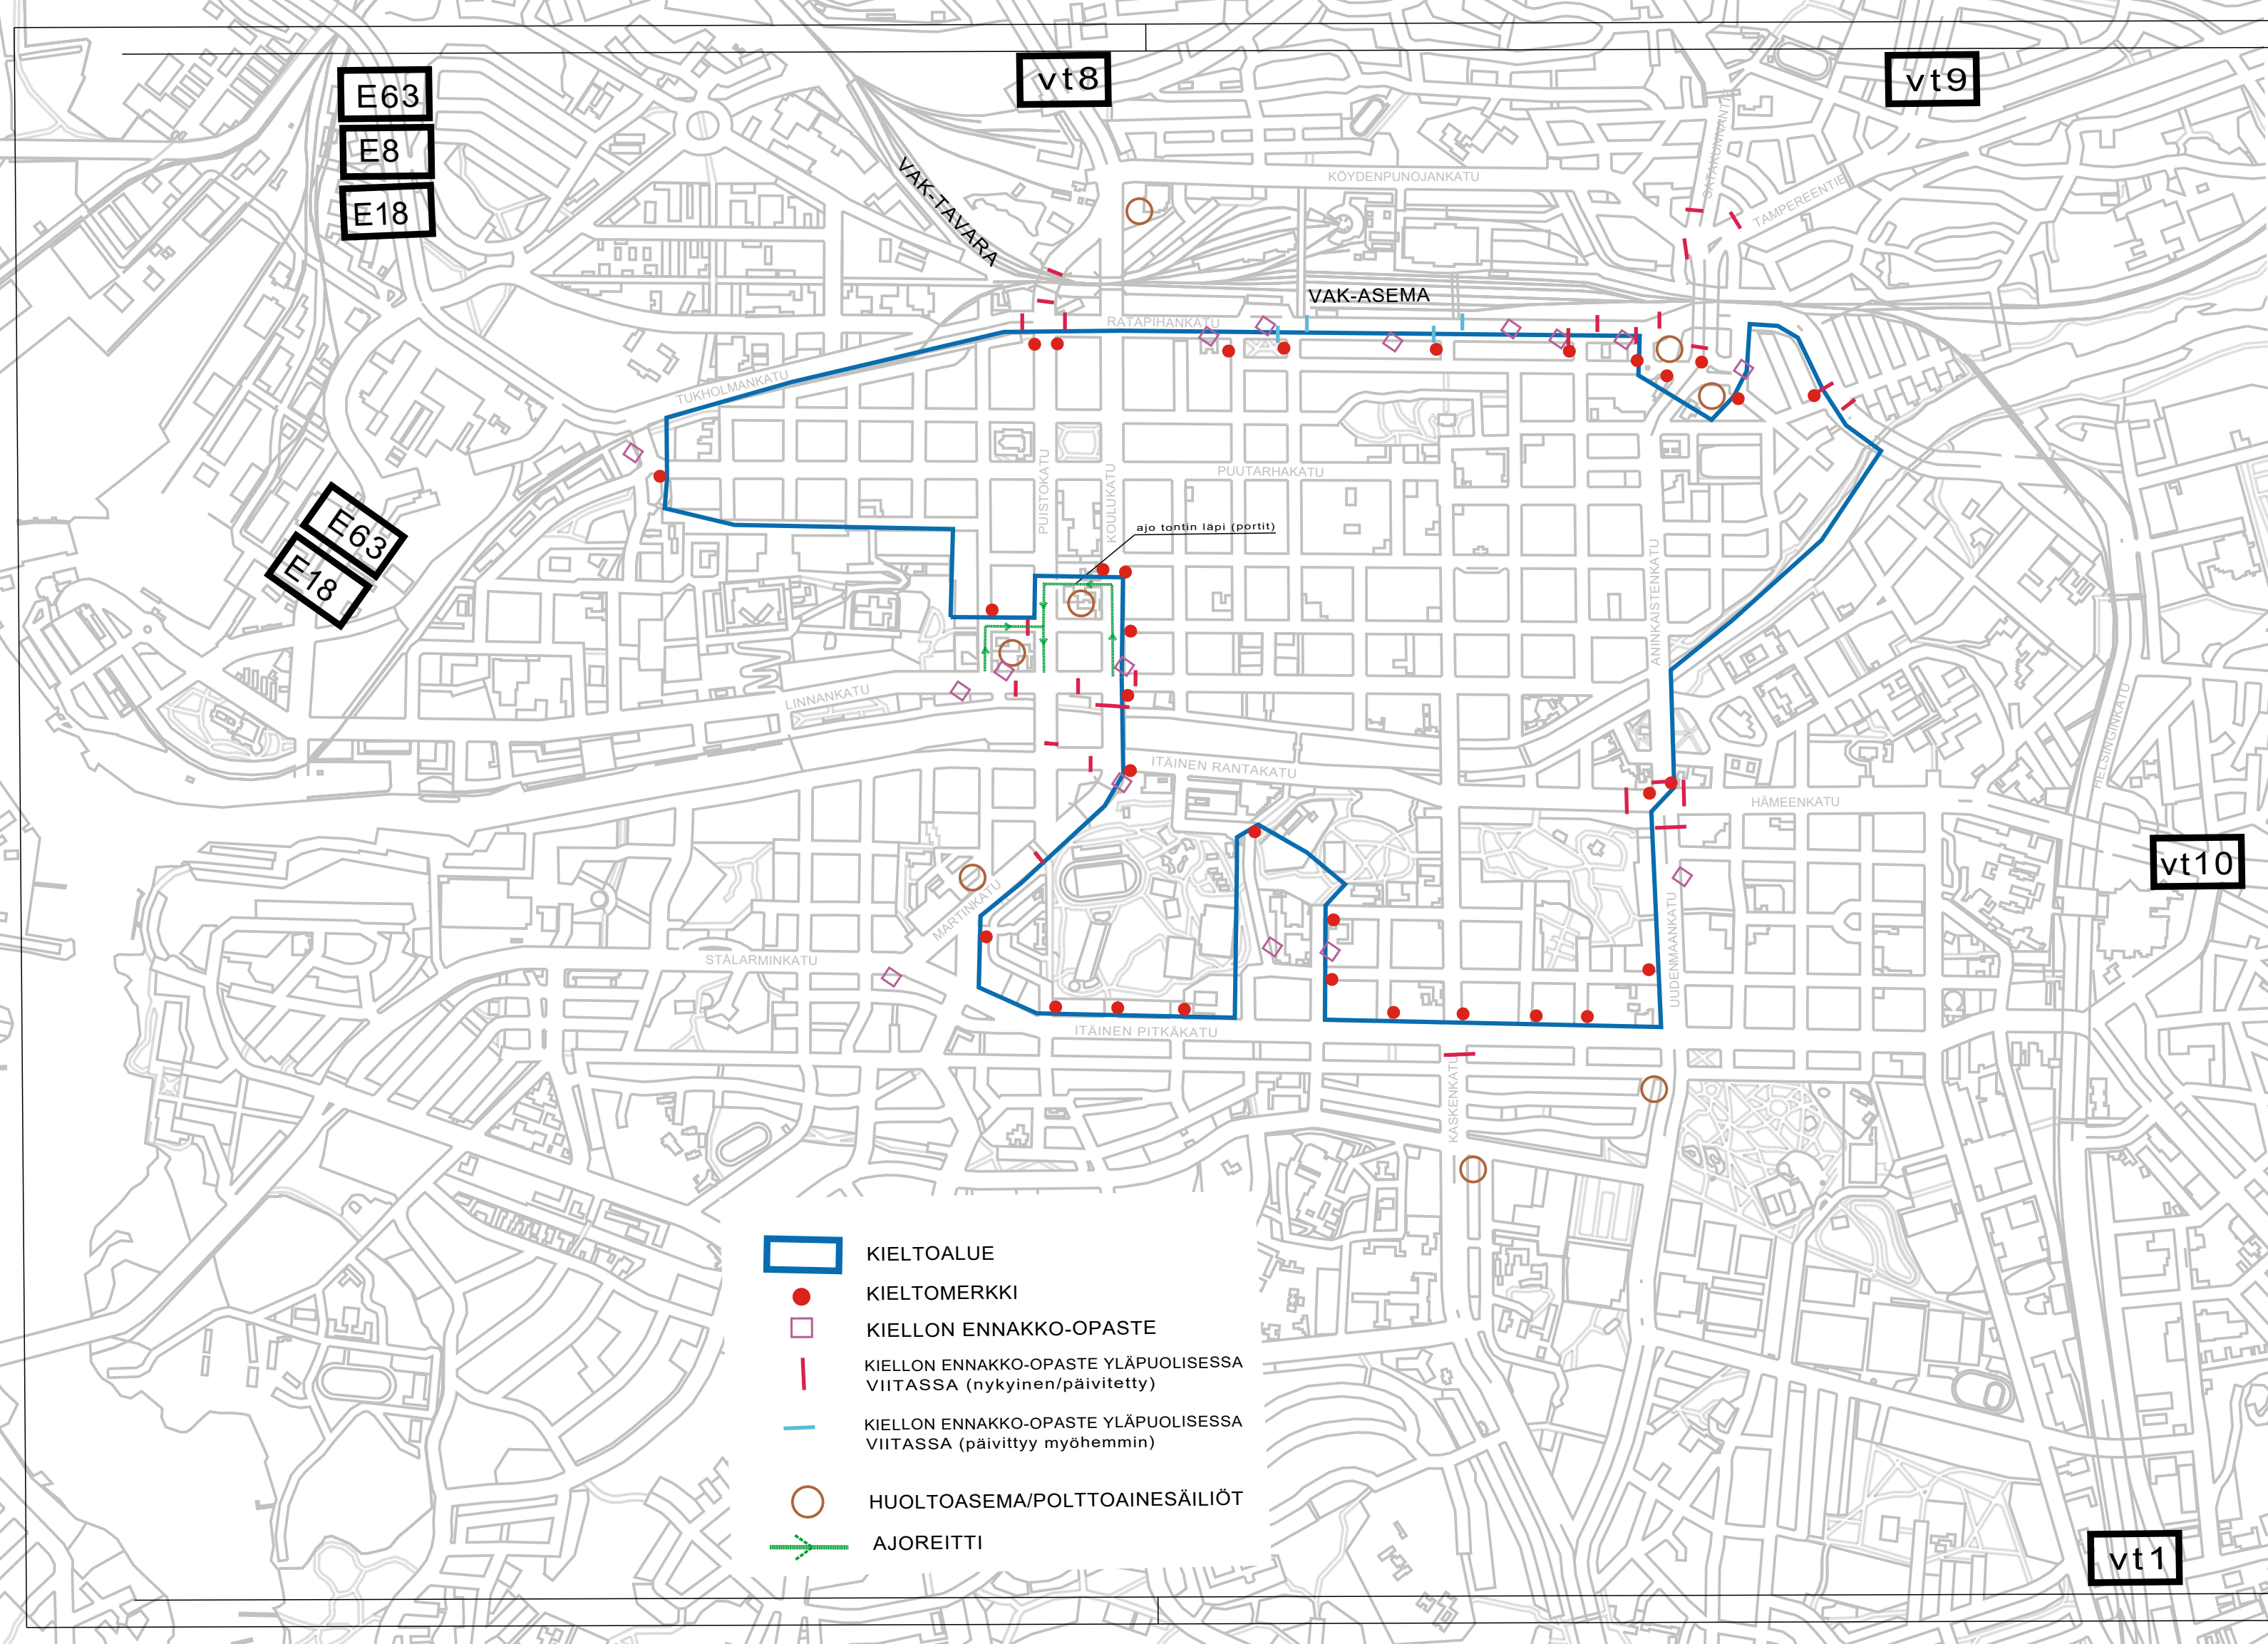 E63
E8
E18
vt8
vt9
VAK-TAVARA
KÖYDENPUNOJANKATU
SATAKUNNANTIE
TAMPEREENTIE
VAK-ASEMA
RATAPIHANKATU
TUKHOLMANKATU
PUUTARHAKATU
PUISTOKATU
KOULUKATU
ajo tontin läpi (portit)
E63
E18
ANINKAISTENKATU
LINNANKATU
ITÄINEN RANTAKATU
HÄMEENKATU
HELSINGINKATU
vt10
MARTINKATU
UUDENMAANKATU
STÅLARMINKATU
ITÄINEN PITKÄKATU
KASKENKATU
KIELTOALUE
KIELTOMERKKI
KIELLON ENNAKKO-OPASTE
KIELLON ENNAKKO-OPASTE YLÄPUOLISESSA
VIITASSA (nykyinen/päivitetty)
KIELLON ENNAKKO-OPASTE YLÄPUOLISESSA
VIITASSA (päivittyy myöhemmin)
HUOLTOASEMA/POLTTOAINESÄILIÖT
AJOREITTI
vt1